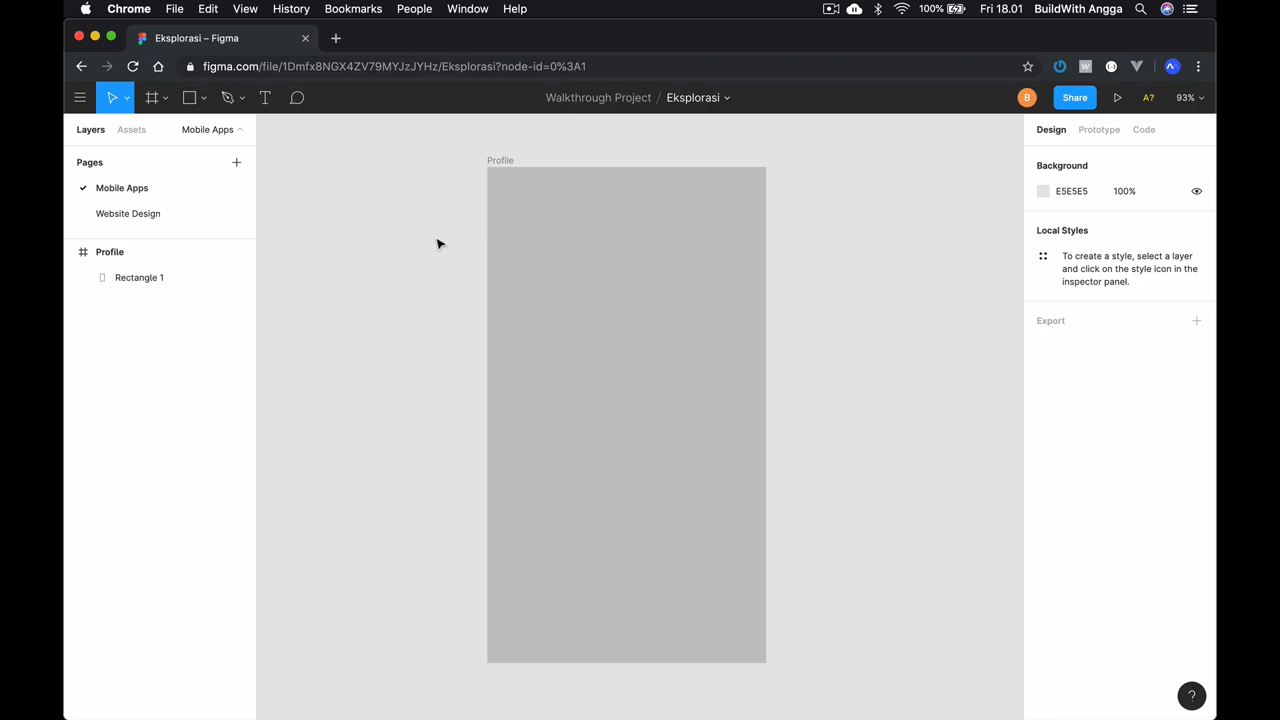 Chrome File Edit View History Bookmarks People Window Help 100% Fri 18.01 BuildWith Angga
Eksplorasi – Figma
figma.com/file/1Dmfx8NGX4ZV79MYJzJYHz/Eksplorasi?node-id=0%3A1
Walkthrough Project / Eksplorasi B Share A? 93%
Layers Assets Mobile Apps
Pages
Mobile Apps
Website Design
Profile
Rectangle 1
Profile
Design Prototype Code
Background
E5E5E5 100%
Local Styles
To create a style, select a layer
and click on the style icon in the
inspector panel.
Export
?